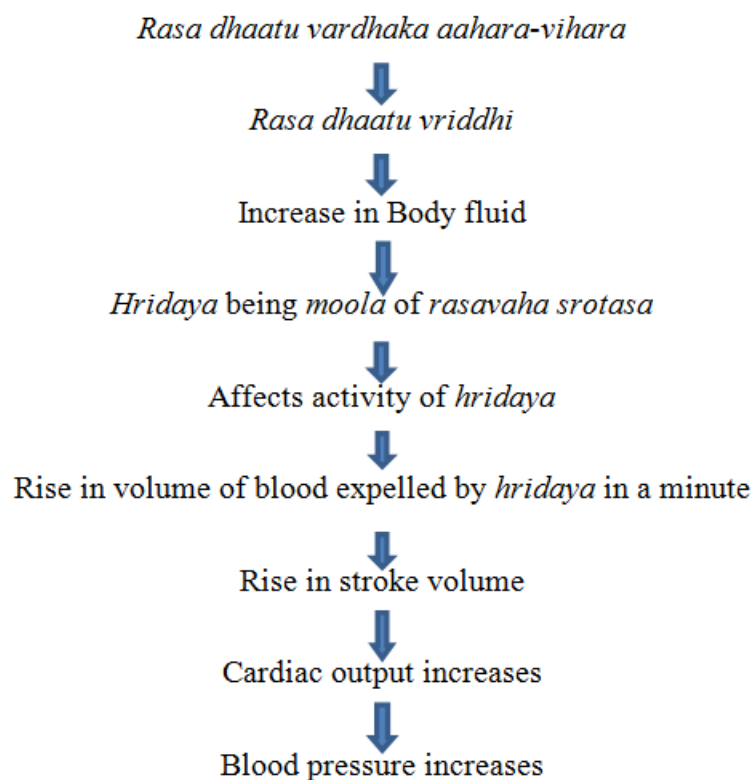 Rasa dhaatu vardhaka aahara-vihara
Rasa dhaatu vriddhi
Increase in Body fluid
Hridaya being moola of rasavaha srotasa
Affects activity of hridaya
Rise in volume of blood expelled by hridaya in a minute
Rise in stroke volume
Cardiac output increases
Blood pressure increases